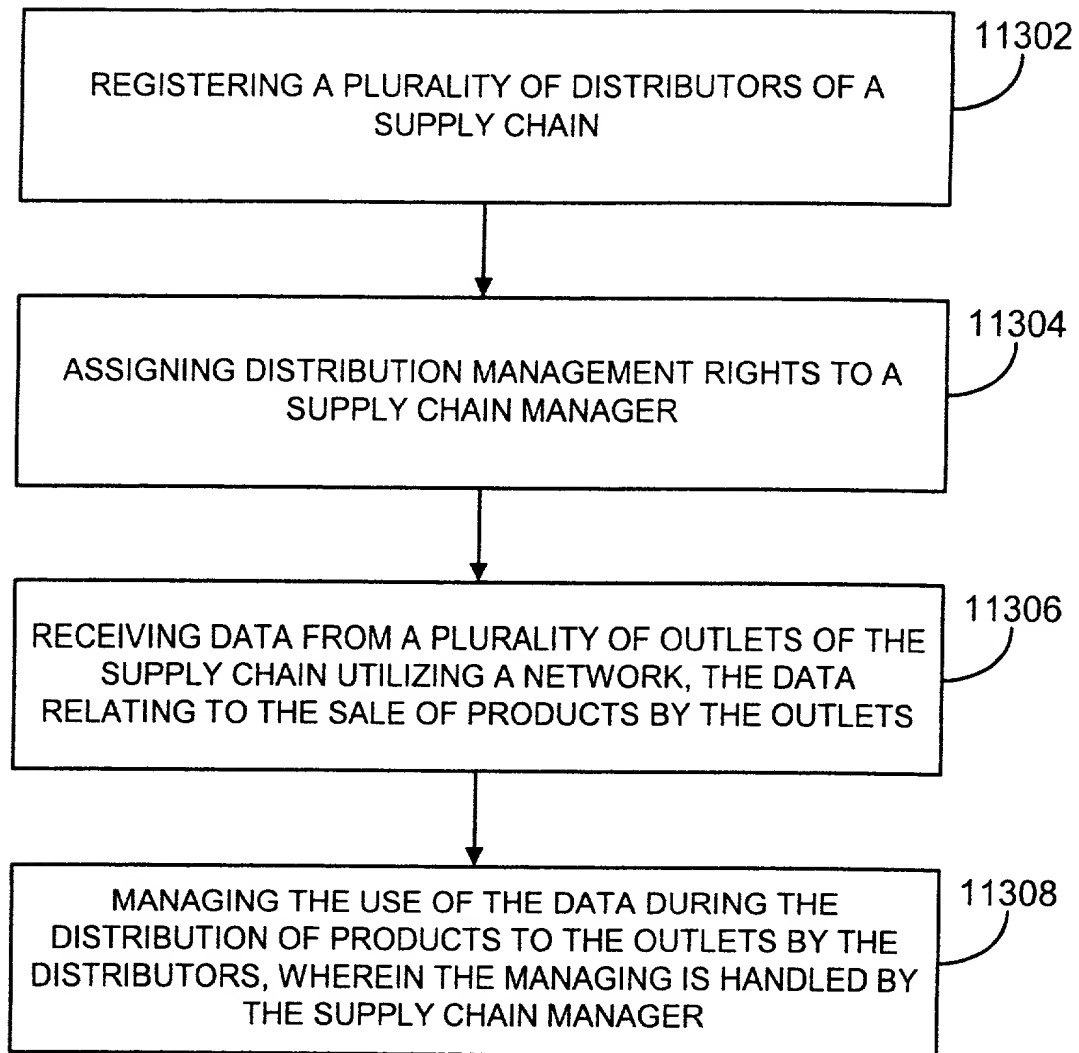 11302
REGISTERING A PLURALITY OF DISTRIBUTORS OF A
SUPPLY CHAIN
11304
ASSIGNING DISTRIBUTION MANAGEMENT RIGHTS TO A
SUPPLY CHAIN MANAGER
11306
RECEIVING DATA FROM A PLURALITY OF OUTLETS OF THE
SUPPLY CHAIN UTILIZING A NETWORK, THE DATA
RELATING TO THE SALE OF PRODUCTS BY THE OUTLETS
11308
MANAGING THE USE OF THE DATA DURING THE
DISTRIBUTION OF PRODUCTS TO THE OUTLETS BY THE
DISTRIBUTORS, WHEREIN THE MANAGING IS HANDLED BY
THE SUPPLY CHAIN MANAGER